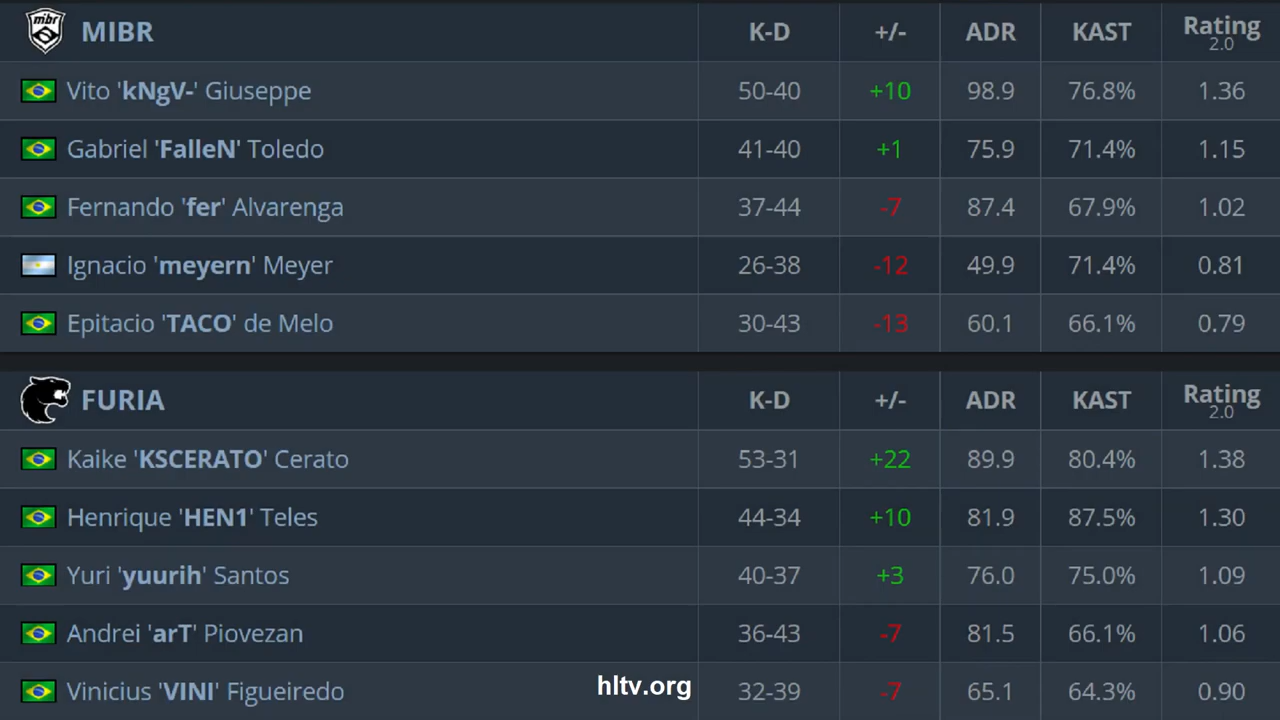 mibr MIBR K-D +/- ADR KAST Rating 2.0
Vito 'kNgV-' Giuseppe 50-40 +10 98.9 76.8% 1.36
Gabriel 'FalleN' Toledo 41-40 +1 75.9 71.4% 1.15
Fernando 'fer' Alvarenga 37-44 -7 87.4 67.9% 1.02
Ignacio 'meyern' Meyer 26-38 -12 49.9 71.4% 0.81
Epitacio 'TACO' de Melo 30-43 -13 60.1 66.1% 0.79
FURIA K-D +/- ADR KAST Rating 2.0
Kaike 'KSCERATO' Cerato 53-31 +22 89.9 80.4% 1.38
Henrique 'HEN1' Teles 44-34 +10 81.9 87.5% 1.30
Yuri 'yuurih' Santos 40-37 +3 76.0 75.0% 1.09
Andrei 'arT' Piovezan 36-43 -7 81.5 66.1% 1.06
Vinicius 'VINI' Figueiredo 32-39 -7 65.1 64.3% 0.90
hltv.org